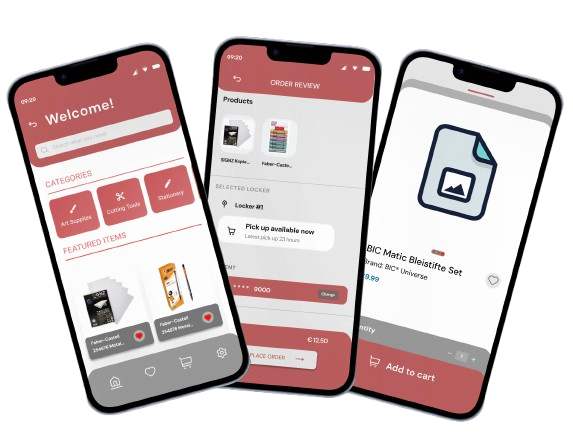 09:20
Welcome!
Search what you need
CATEGORIES
Art Supplies
Cutting Tools
Stationery
FEATURED ITEMS
Faber-Castell
254678 Metal...
Faber-Castell
254678 Metal...
09:20
ORDER REVIEW
Products
SIGNZ Kopie...
Faber-Caste...
SELECTED LOCKER
Locker #1
Pick up available now
Latest pick up 23 hours
9000
Change
€ 12,50
PLACE ORDER
BIC Matic Bleistifte Set
Brand: BIC® Universe
9.99
ntity
- 1 +
Add to cart